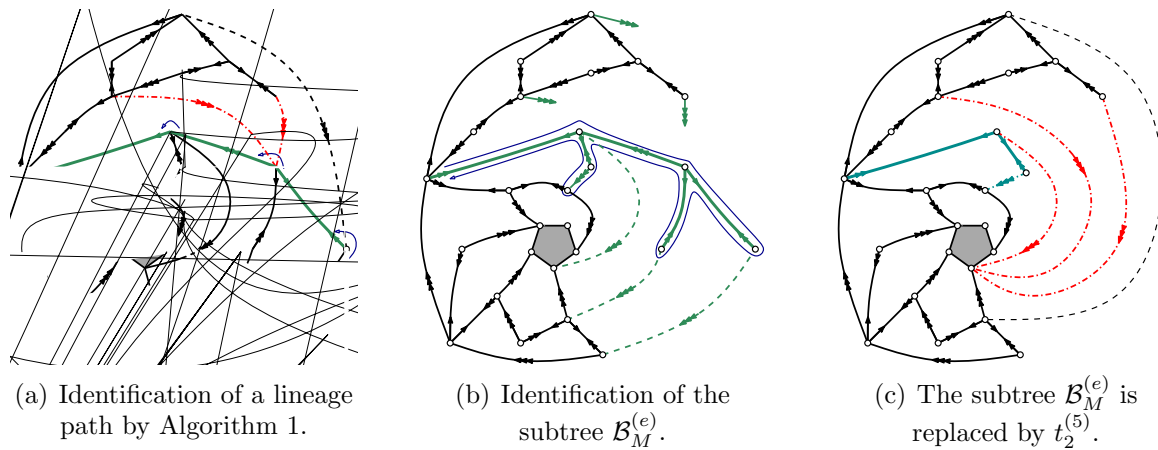 (a) Identification of a lineage
path by Algorithm 1.
(b) Identification of the
subtree $\mathcal{B}_M^{(e)}$.
(c) The subtree $\mathcal{B}_M^{(e)}$ is
replaced by $t_2^{(5)}$.